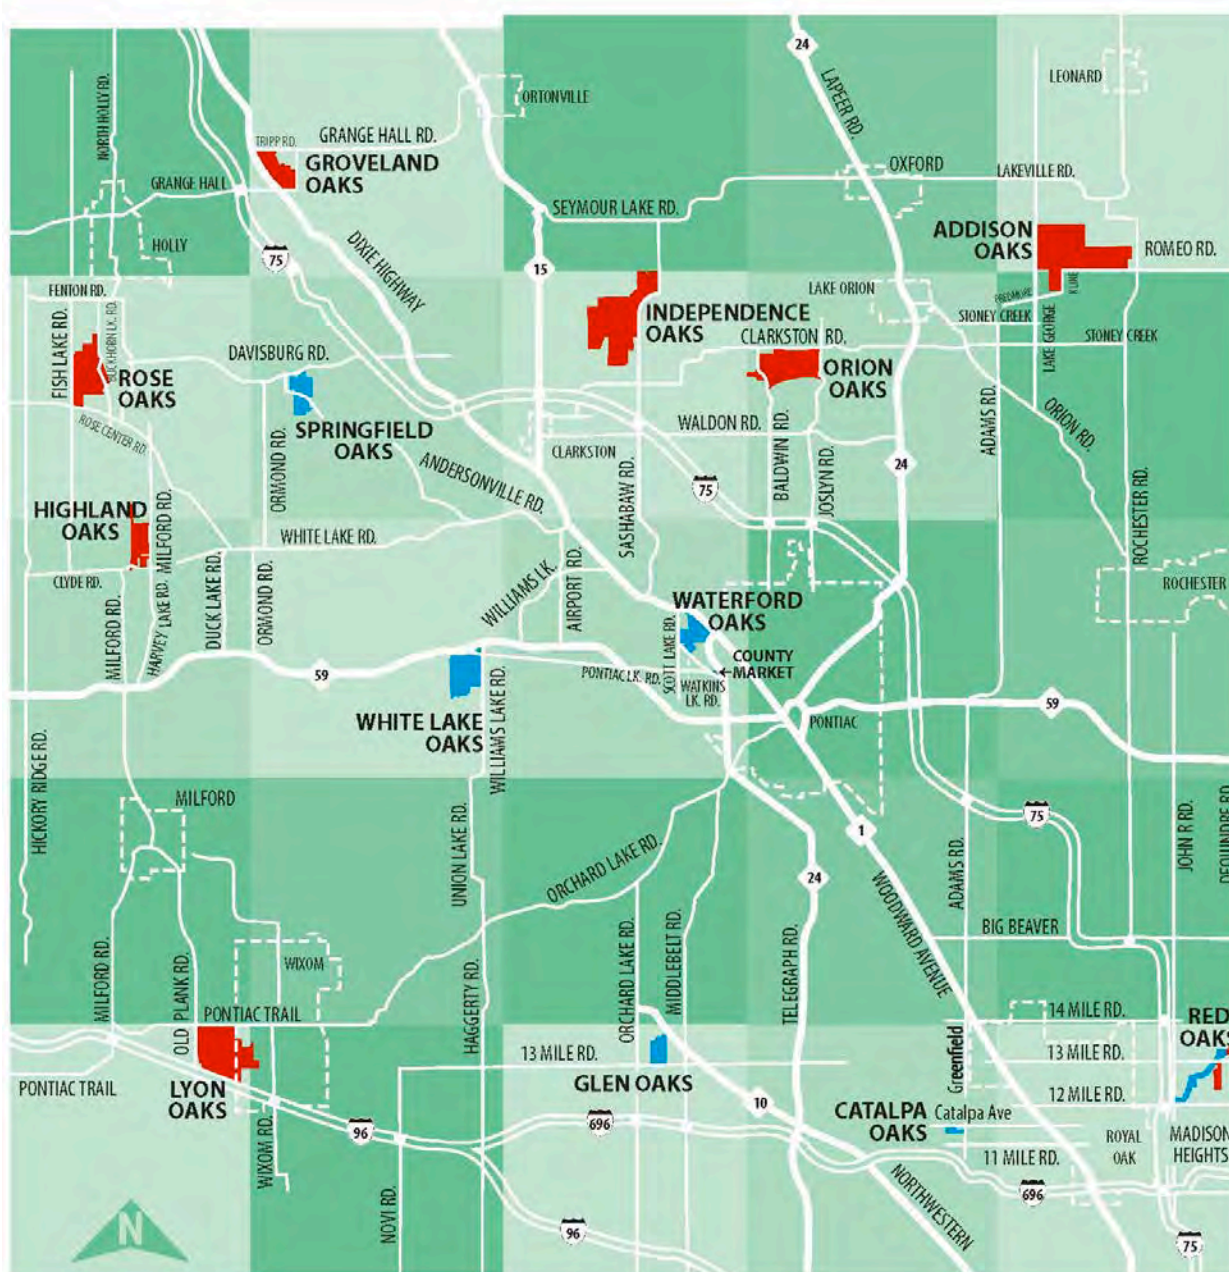 24
LAPEER RD.
LEONARD
NORTH HOLLY RD.
ORTONVILLE
TRIPP RD.
GRANGE HALL RD.
GROVELAND
OAKS
GRANGE HALL
OXFORD
LAKEVILLE RD.
SEYMOUR LAKE RD.
HOLLY
75
DIXIE HIGHWAY
15
ADDISON
OAKS
ROMEO RD.
FENTON RD.
FISH LAKE RD.
BUCKHORN LK. RD.
INDEPENDENCE
OAKS
LAKE ORION
PREDMORE
KLINE
STONEY CREEK
LAKE GEORGE
STONEY CREEK
CLARKSTON RD.
DAVISBURG RD.
ROSE
OAKS
ORION
OAKS
ROSE CENTER RD.
SPRINGFIELD
OAKS
ORMOND RD.
ANDERSONVILLE RD.
CLARKSTON
WALDON RD.
BALDWIN RD.
JOSLYN RD.
ADAMS RD.
ORION RD.
24
75
SASHABAW RD.
ROCHESTER RD.
HIGHLAND
OAKS
MILFORD RD.
WHITE LAKE RD.
CLYDE RD.
MILFORD RD.
HARVEY LAKE RD.
DUCK LAKE RD.
ORMOND RD.
WILLIAMS LK.
AIRPORT RD.
ROCHESTER
WATERFORD
OAKS
SCOTT LAKE RD.
COUNTY
MARKET
PONTIAC LK. RD.
WATKINS
LK. RD.
59
WHITE LAKE
OAKS
WILLIAMS LAKE RD.
PONTIAC
59
HICKORY RIDGE RD.
MILFORD
UNION LAKE RD.
ORCHARD LAKE RD.
1
75
JOHN R RD.
DEQUINDRE RD.
24
WOODWARD AVENUE
ADAMS RD.
BIG BEAVER
MILFORD RD.
OLD PLANK RD.
WIXOM
HAGGERTY RD.
ORCHARD LAKE RD.
MIDDLEBELT RD.
TELEGRAPH RD.
PONTIAC TRAIL
14 MILE RD.
RED
OAKS
13 MILE RD.
Greenfield
13 MILE RD.
PONTIAC TRAIL
LYON
OAKS
GLEN OAKS
12 MILE RD.
10
CATALPA
OAKS
Catalpa Ave
96
696
ROYAL
OAK
MADISON
HEIGHTS
WIXOM RD.
11 MILE RD.
NOVI RD.
NORTHWESTERN
696
N
96
75